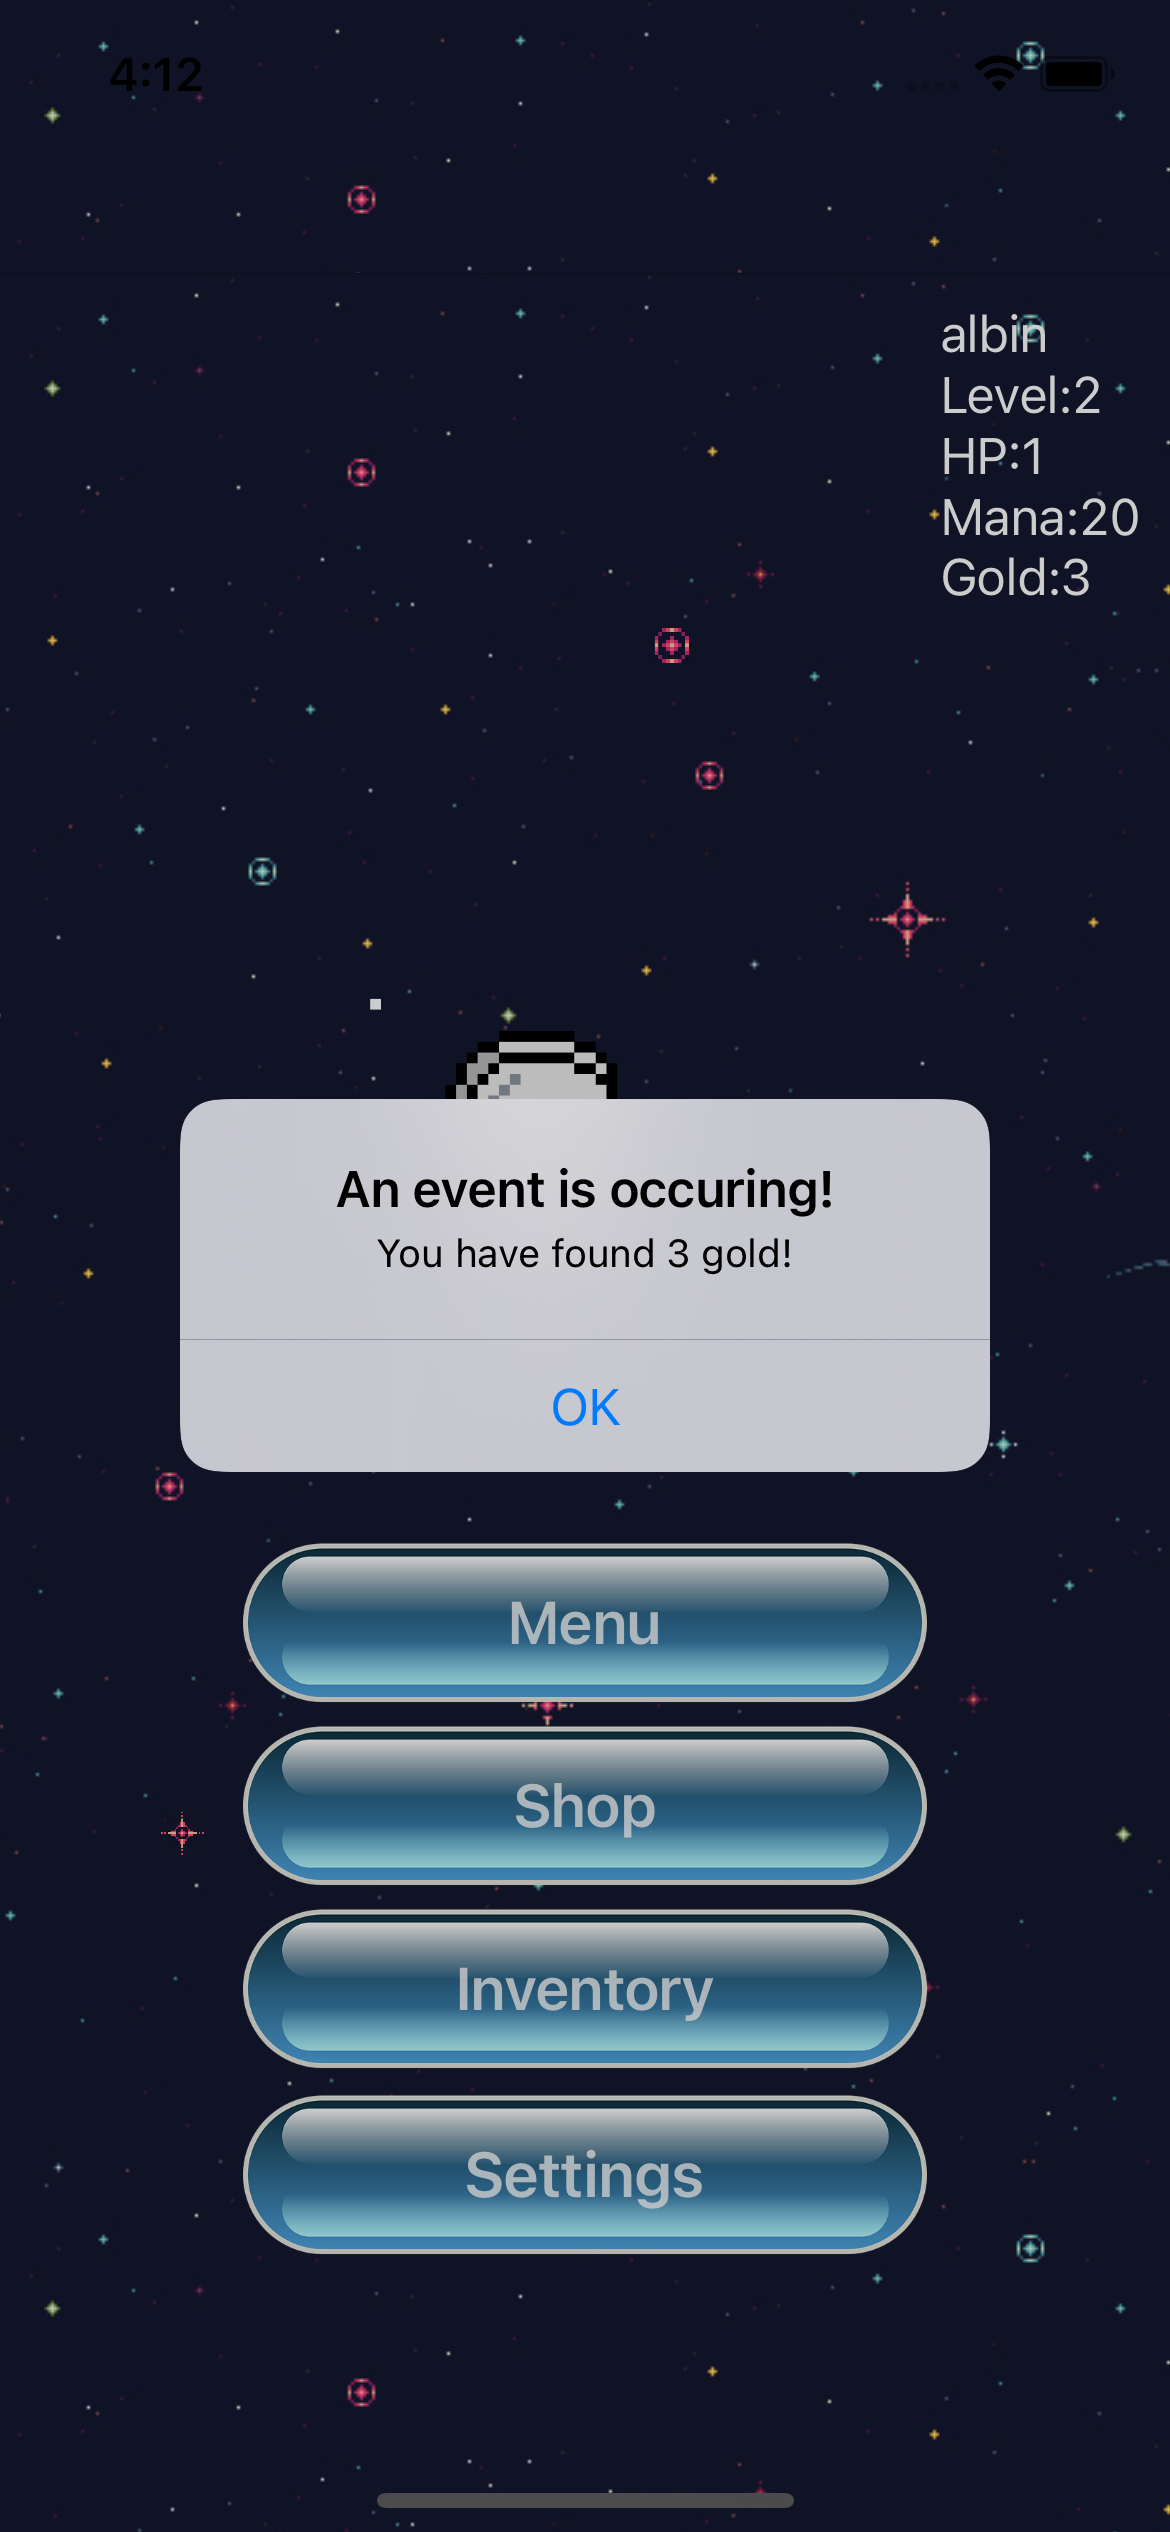 4:12
albin
Level:2
HP:1
Mana:20
Gold:3
An event is occuring!
You have found 3 gold!
OK
Menu
Shop
Inventory
Settings